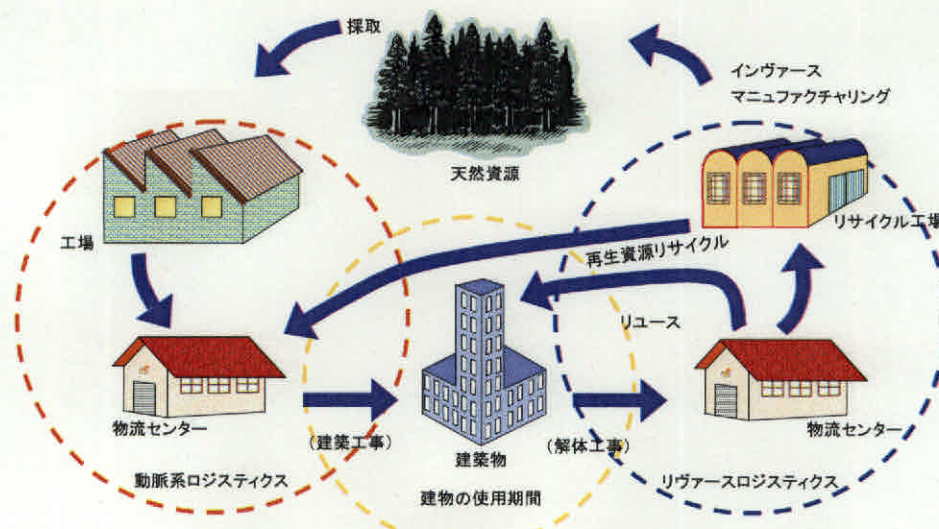 採取
インヴァース
マニュファクチャリング
天然資源
工場
リサイクル工場
再生資源リサイクル
リユース
物流センター
(建築工事)
建築物
(解体工事)
物流センター
動脈系ロジスティクス
建物の使用期間
リヴァースロジスティクス